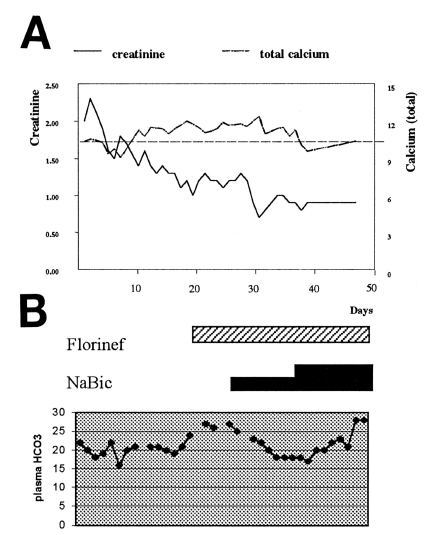 A
creatinine total calcium
Creatinine
2.50
2.00
1.50
1.00
0.50
0.00
15
12
9
6
3
0
Calcium (total)
10 20 30 40 50
Days
B
Florinef
NaBic
plasma HCO3
30
25
20
15
10
5
0